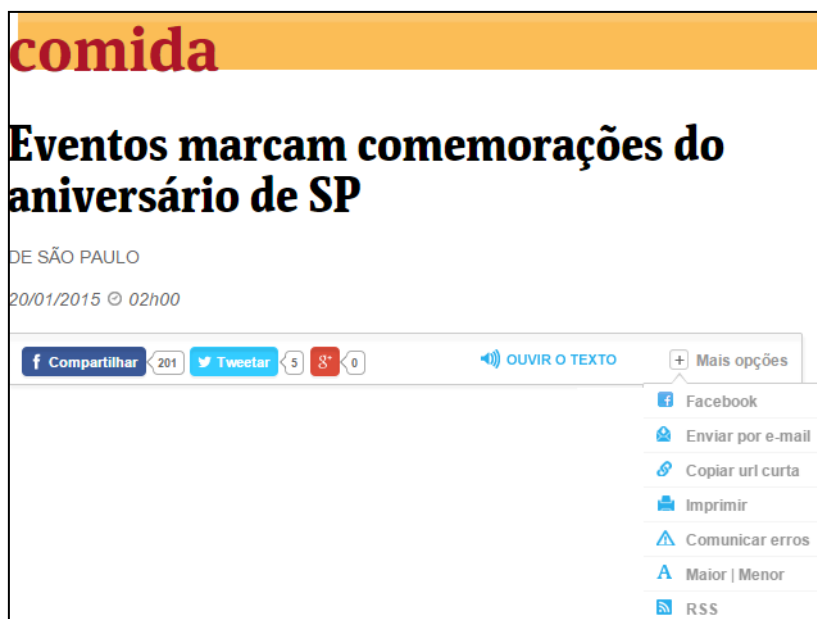 comida
Eventos marcam comemorações do
aniversário de SP
DE SÃO PAULO
20/01/2015 02h00
f Compartilhar 201 Tweetar 5 g+ 0 OUVIR O TEXTO + Mais opções
Facebook
Enviar por e-mail
Copiar url curta
Imprimir
Comunicar erros
A Maior | Menor
RSS